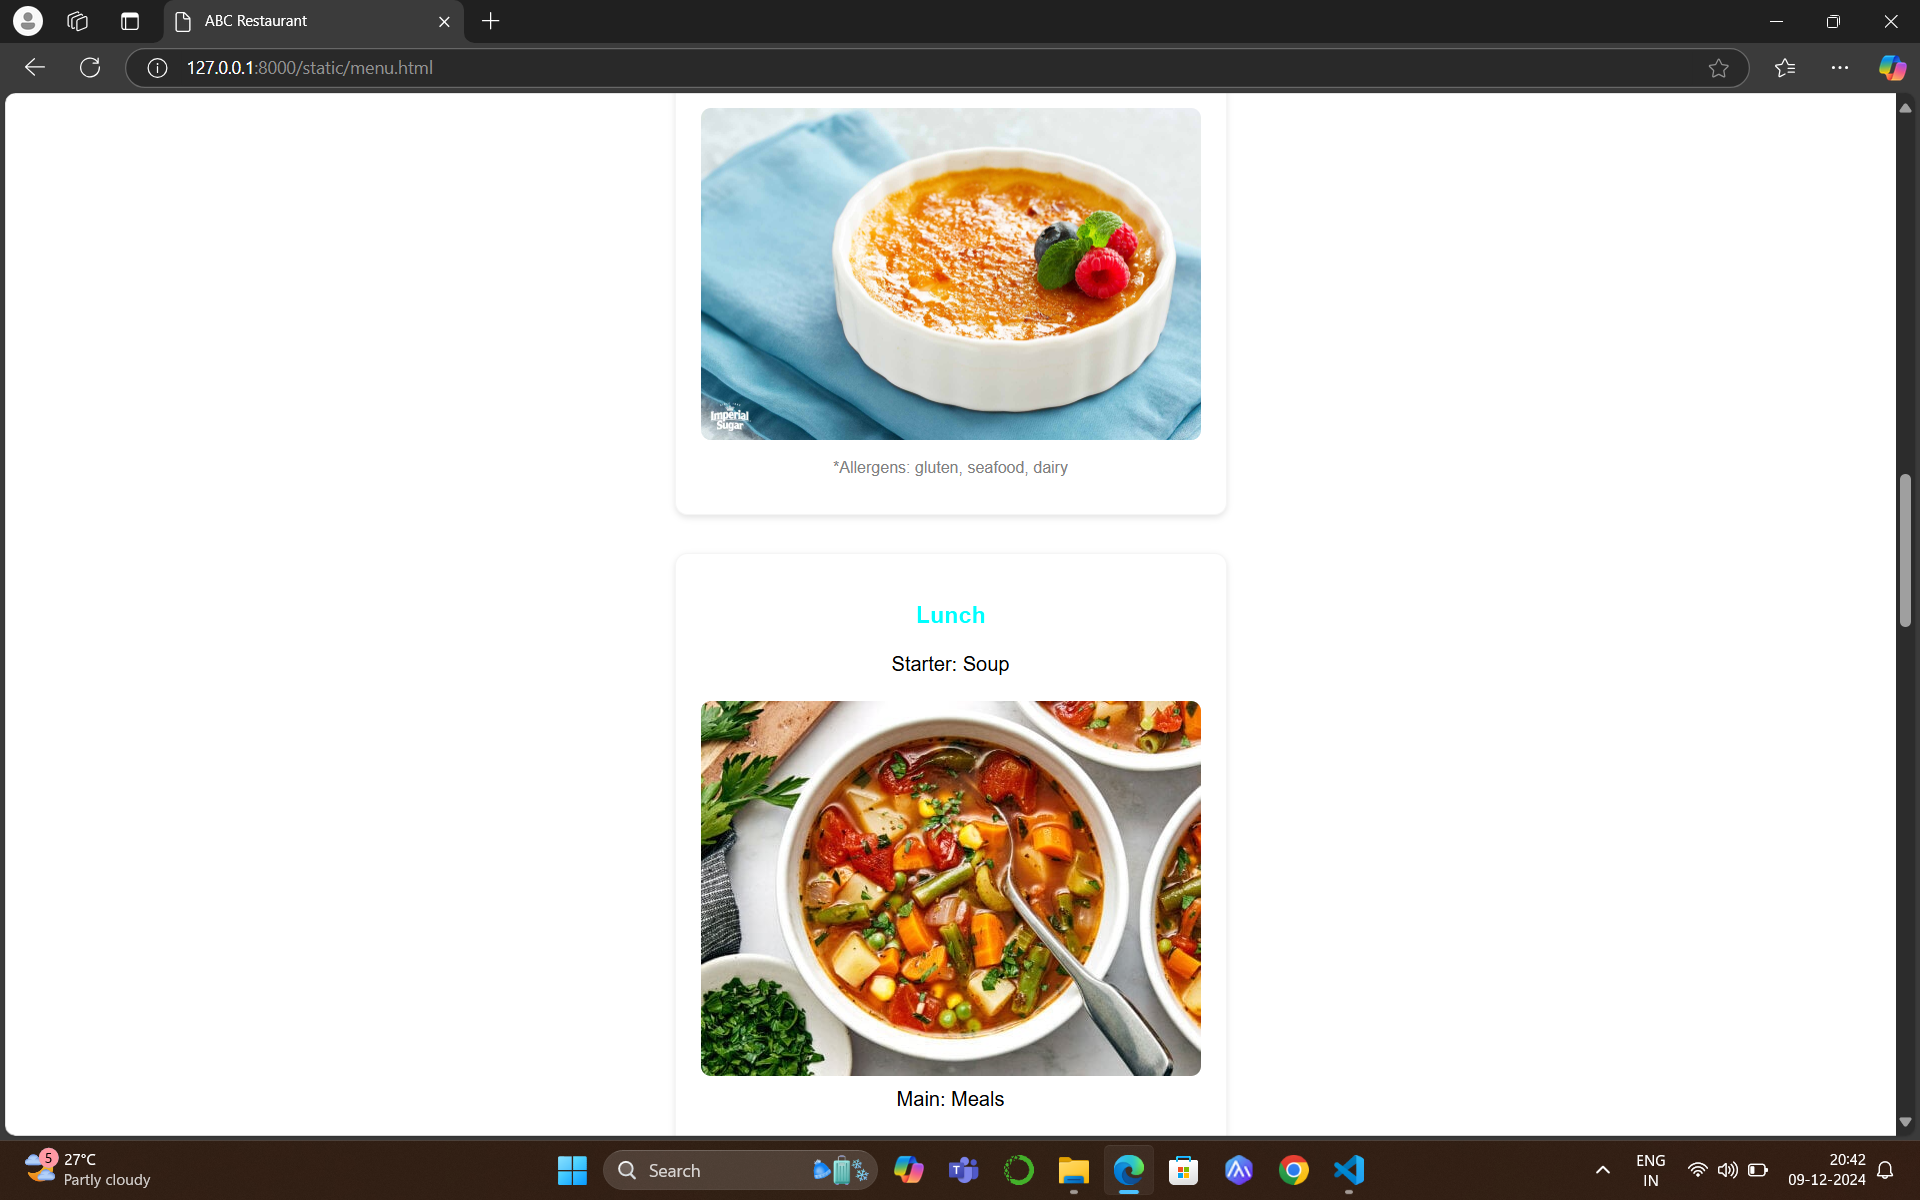 ABC Restaurant
127.0.0.1:8000/static/menu.html
Imperial
Sugar
*Allergens: gluten, seafood, dairy
Lunch
Starter: Soup
Main: Meals
5
27°C
Partly cloudy
Search
ENG
IN
20:42
09-12-2024